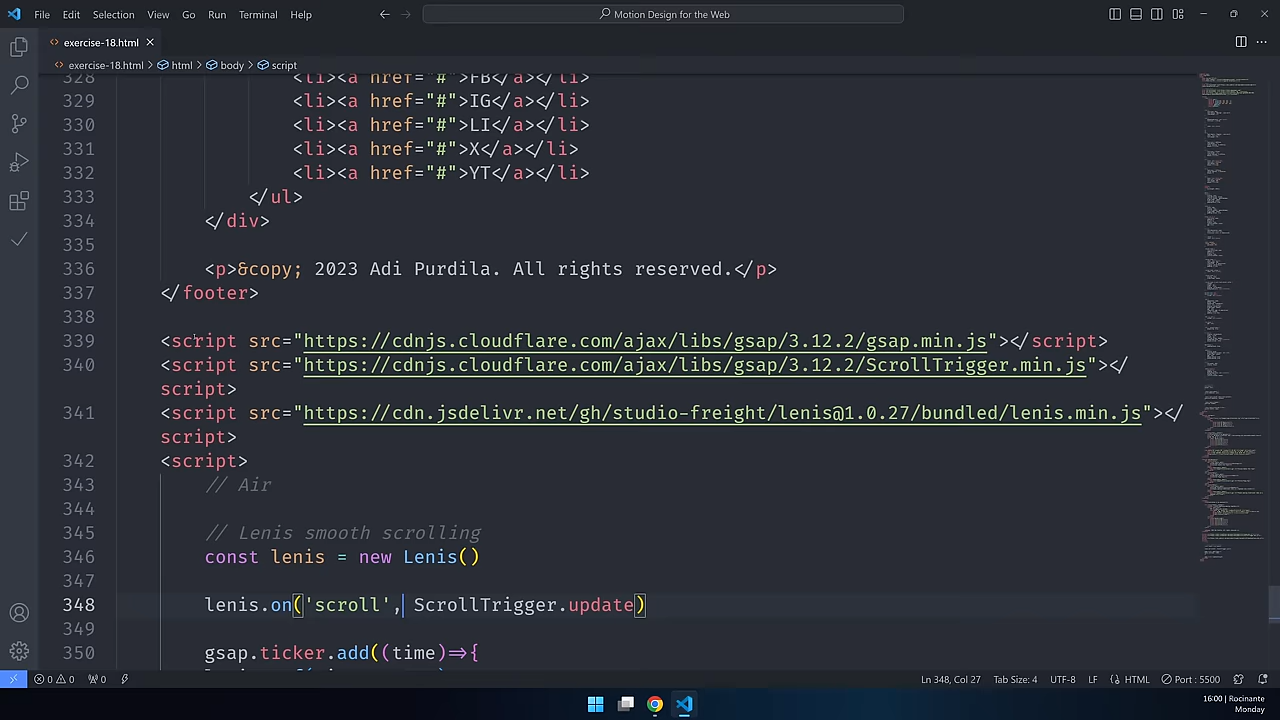 File Edit Selection View Go Run Terminal Help Motion Design for the Web
exercise-18.html
exercise-18.html > html > body > script
328 <li><a href="#">FB</a></li>
329 <li><a href="#">IG</a></li>
330 <li><a href="#">LI</a></li>
331 <li><a href="#">X</a></li>
332 <li><a href="#">YT</a></li>
333 </ul>
334 </div>
335
336 <p>&copy; 2023 Adi Purdila. All rights reserved.</p>
337 </footer>
338
339 <script src="https://cdnjs.cloudflare.com/ajax/libs/gsap/3.12.2/gsap.min.js"></script>
340 <script src="https://cdnjs.cloudflare.com/ajax/libs/gsap/3.12.2/ScrollTrigger.min.js"></
script>
341 <script src="https://cdn.jsdelivr.net/gh/studio-freight/lenis@1.0.27/bundled/lenis.min.js"></
script>
342 <script>
343 // Air
344
345 // Lenis smooth scrolling
346 const lenis = new Lenis()
347
348 lenis.on('scroll', ScrollTrigger.update)
349
350 gsap.ticker.add((time)=>{
0 0 0 Ln 348, Col 27 Tab Size: 4 UTF-8 LF HTML Port : 5500
16:00 | Rocinante
Monday